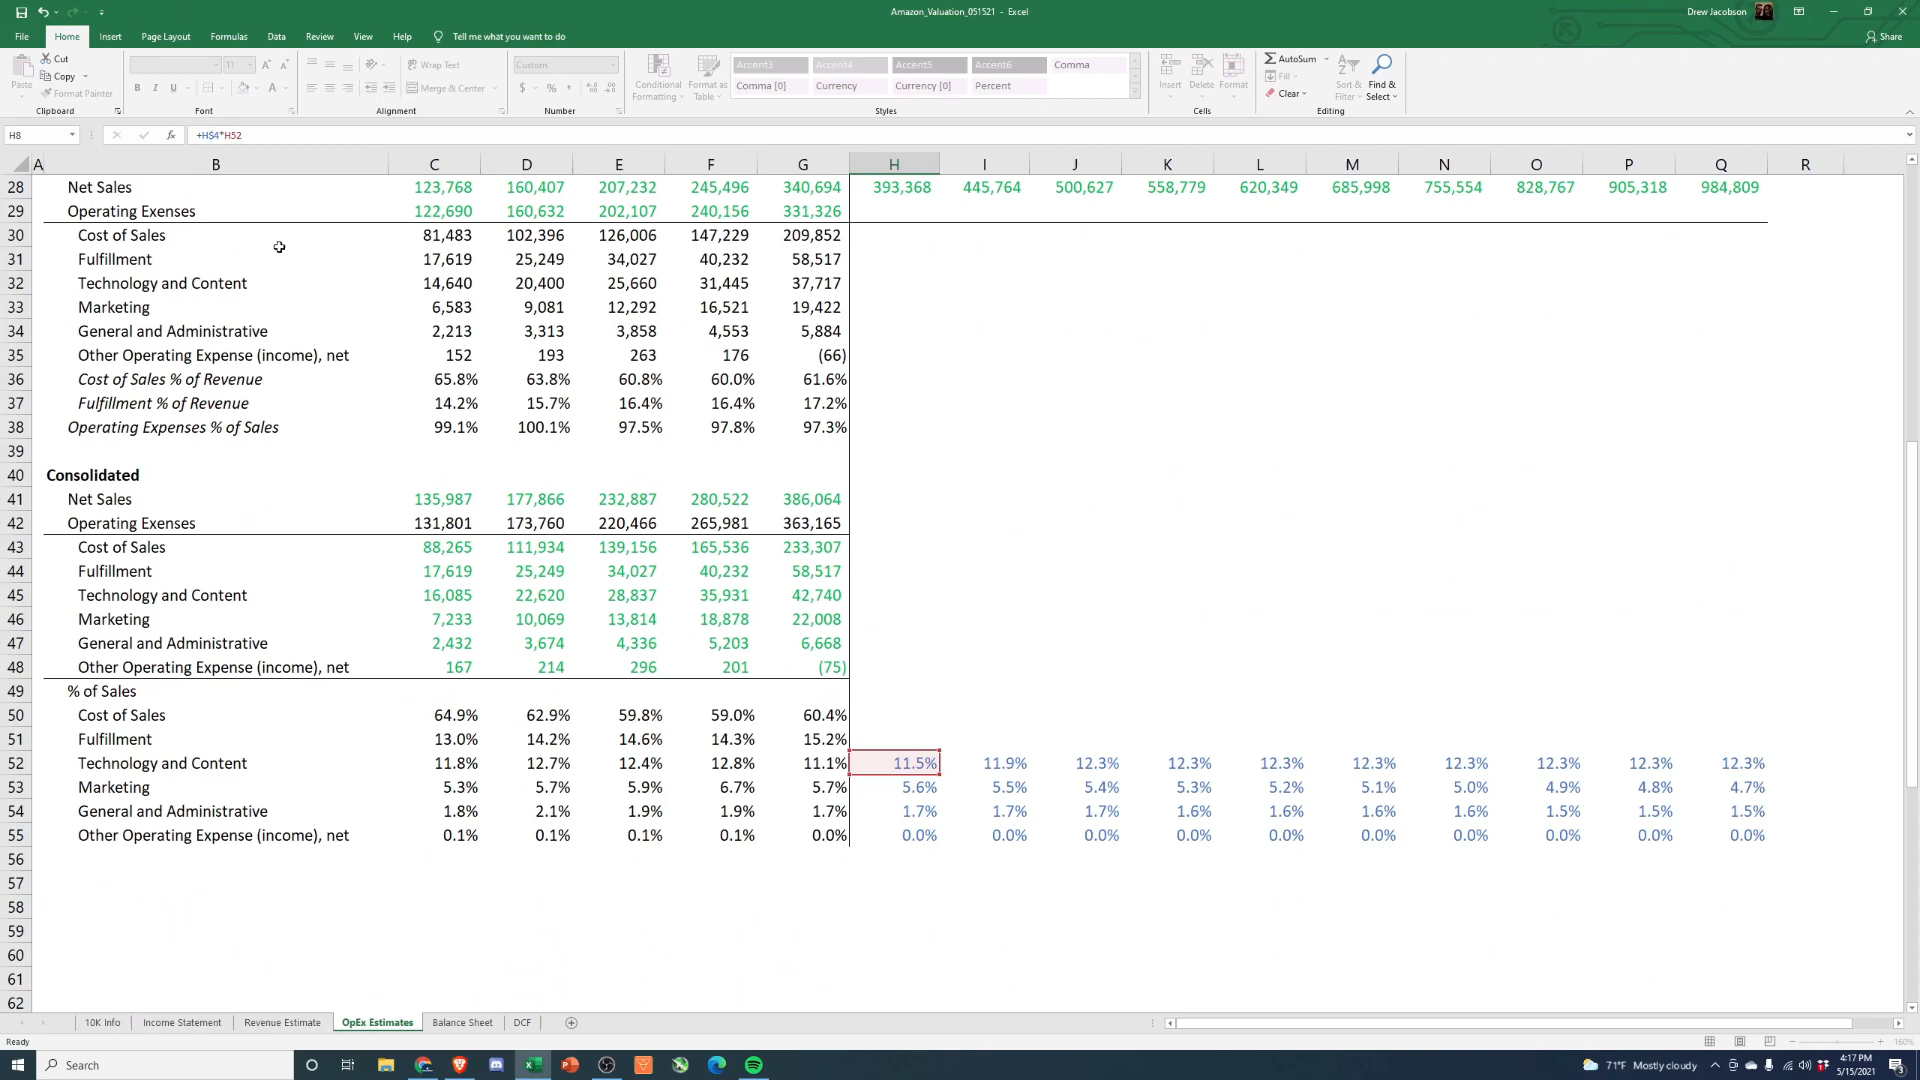 Amazon_Valuation_051521 - Excel
Drew Jacobson
File Home Insert Page Layout Formulas Data Review View Help Tell me what you want to do Share
Paste Cut Copy Format Painter Clipboard
11 A A B I U A Font
Wrap Text Merge & Center Alignment
Custom $ % , Number
Conditional Formatting Format as Table
Accent3 Accent4 Accent5 Accent6 Comma
Comma [0] Currency Currency [0] Percent
Styles
Insert Delete Format Cells
AutoSum Fill Clear Sort & Filter Find & Select Editing
H8 fx +H$4*H52
A B C D E F G H I J K L M N O P Q R
28 Net Sales 123,768 160,407 207,232 245,496 340,694 393,368 445,764 500,627 558,779 620,349 685,998 755,554 828,767 905,318 984,809
29 Operating Exenses 122,690 160,632 202,107 240,156 331,326
30 Cost of Sales 81,483 102,396 126,006 147,229 209,852
31 Fulfillment 17,619 25,249 34,027 40,232 58,517
32 Technology and Content 14,640 20,400 25,660 31,445 37,717
33 Marketing 6,583 9,081 12,292 16,521 19,422
34 General and Administrative 2,213 3,313 3,858 4,553 5,884
35 Other Operating Expense (income), net 152 193 263 176 (66)
36 Cost of Sales % of Revenue 65.8% 63.8% 60.8% 60.0% 61.6%
37 Fulfillment % of Revenue 14.2% 15.7% 16.4% 16.4% 17.2%
38 Operating Expenses % of Sales 99.1% 100.1% 97.5% 97.8% 97.3%
39
40 Consolidated
41 Net Sales 135,987 177,866 232,887 280,522 386,064
42 Operating Exenses 131,801 173,760 220,466 265,981 363,165
43 Cost of Sales 88,265 111,934 139,156 165,536 233,307
44 Fulfillment 17,619 25,249 34,027 40,232 58,517
45 Technology and Content 16,085 22,620 28,837 35,931 42,740
46 Marketing 7,233 10,069 13,814 18,878 22,008
47 General and Administrative 2,432 3,674 4,336 5,203 6,668
48 Other Operating Expense (income), net 167 214 296 201 (75)
49 % of Sales
50 Cost of Sales 64.9% 62.9% 59.8% 59.0% 60.4%
51 Fulfillment 13.0% 14.2% 14.6% 14.3% 15.2%
52 Technology and Content 11.8% 12.7% 12.4% 12.8% 11.1% 11.5% 11.9% 12.3% 12.3% 12.3% 12.3% 12.3% 12.3% 12.3% 12.3%
53 Marketing 5.3% 5.7% 5.9% 6.7% 5.7% 5.6% 5.5% 5.4% 5.3% 5.2% 5.1% 5.0% 4.9% 4.8% 4.7%
54 General and Administrative 1.8% 2.1% 1.9% 1.9% 1.7% 1.7% 1.7% 1.7% 1.6% 1.6% 1.6% 1.6% 1.5% 1.5% 1.5%
55 Other Operating Expense (income), net 0.1% 0.1% 0.1% 0.1% 0.0% 0.0% 0.0% 0.0% 0.0% 0.0% 0.0% 0.0% 0.0% 0.0% 0.0%
56
57
58
59
60
61
62
10K Info Income Statement Revenue Estimate OpEx Estimates Balance Sheet DCF
Ready 160%
Search 71°F Mostly cloudy 4:17 PM
5/15/2021 3